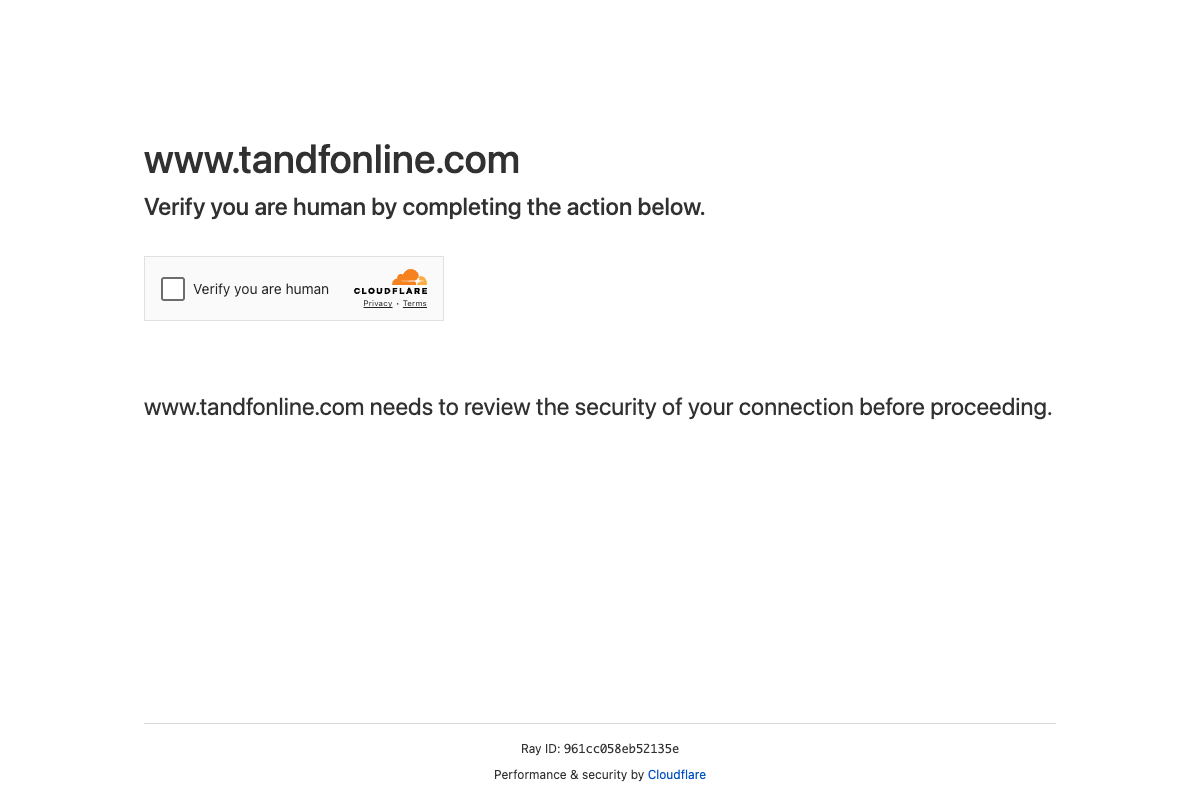 www.tandfonline.com
Verify you are human by completing the action below.
Verify you are human
CLOUDFLARE
Privacy • Terms
www.tandfonline.com needs to review the security of your connection before proceeding.
Ray ID: 961cc058eb52135e
Performance & security by Cloudflare